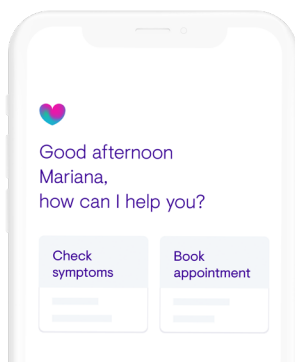 Good afternoon
Mariana,
how can I help you?
Check
symptoms
Book
appointment